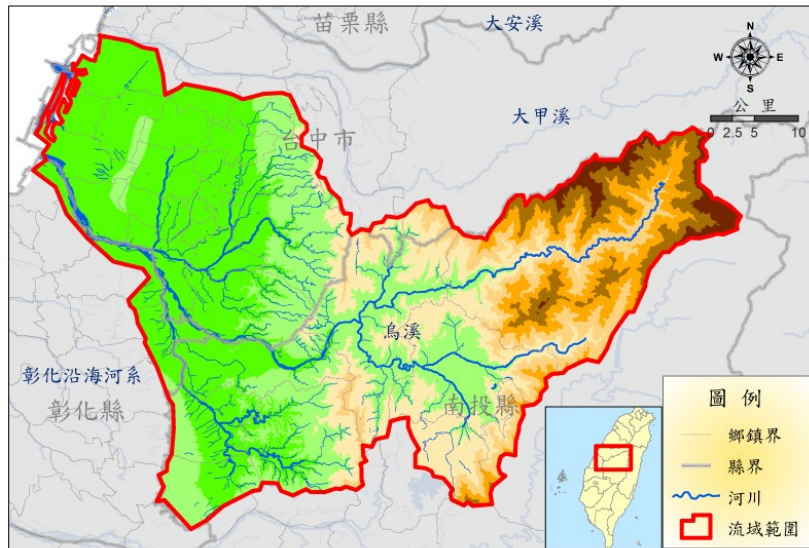 苗栗縣
大安溪
N
W
E
S
公 里
0 2.5 5 10
大甲溪
台中市
烏溪
彰化沿海河系
彰化縣
南投縣
圖 例
鄉鎮界
縣界
河川
流域範圍